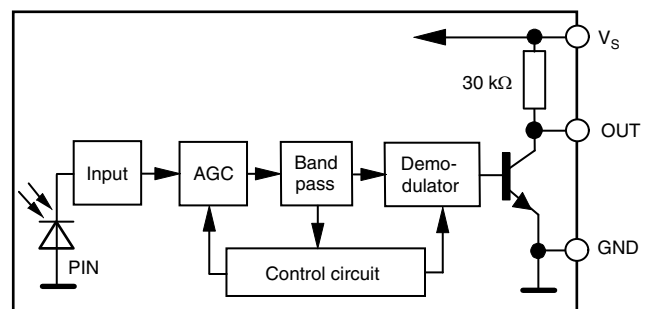 V_S
30 kΩ
OUT
Input
AGC
Band
pass
Demo-
dulator
GND
PIN
Control circuit